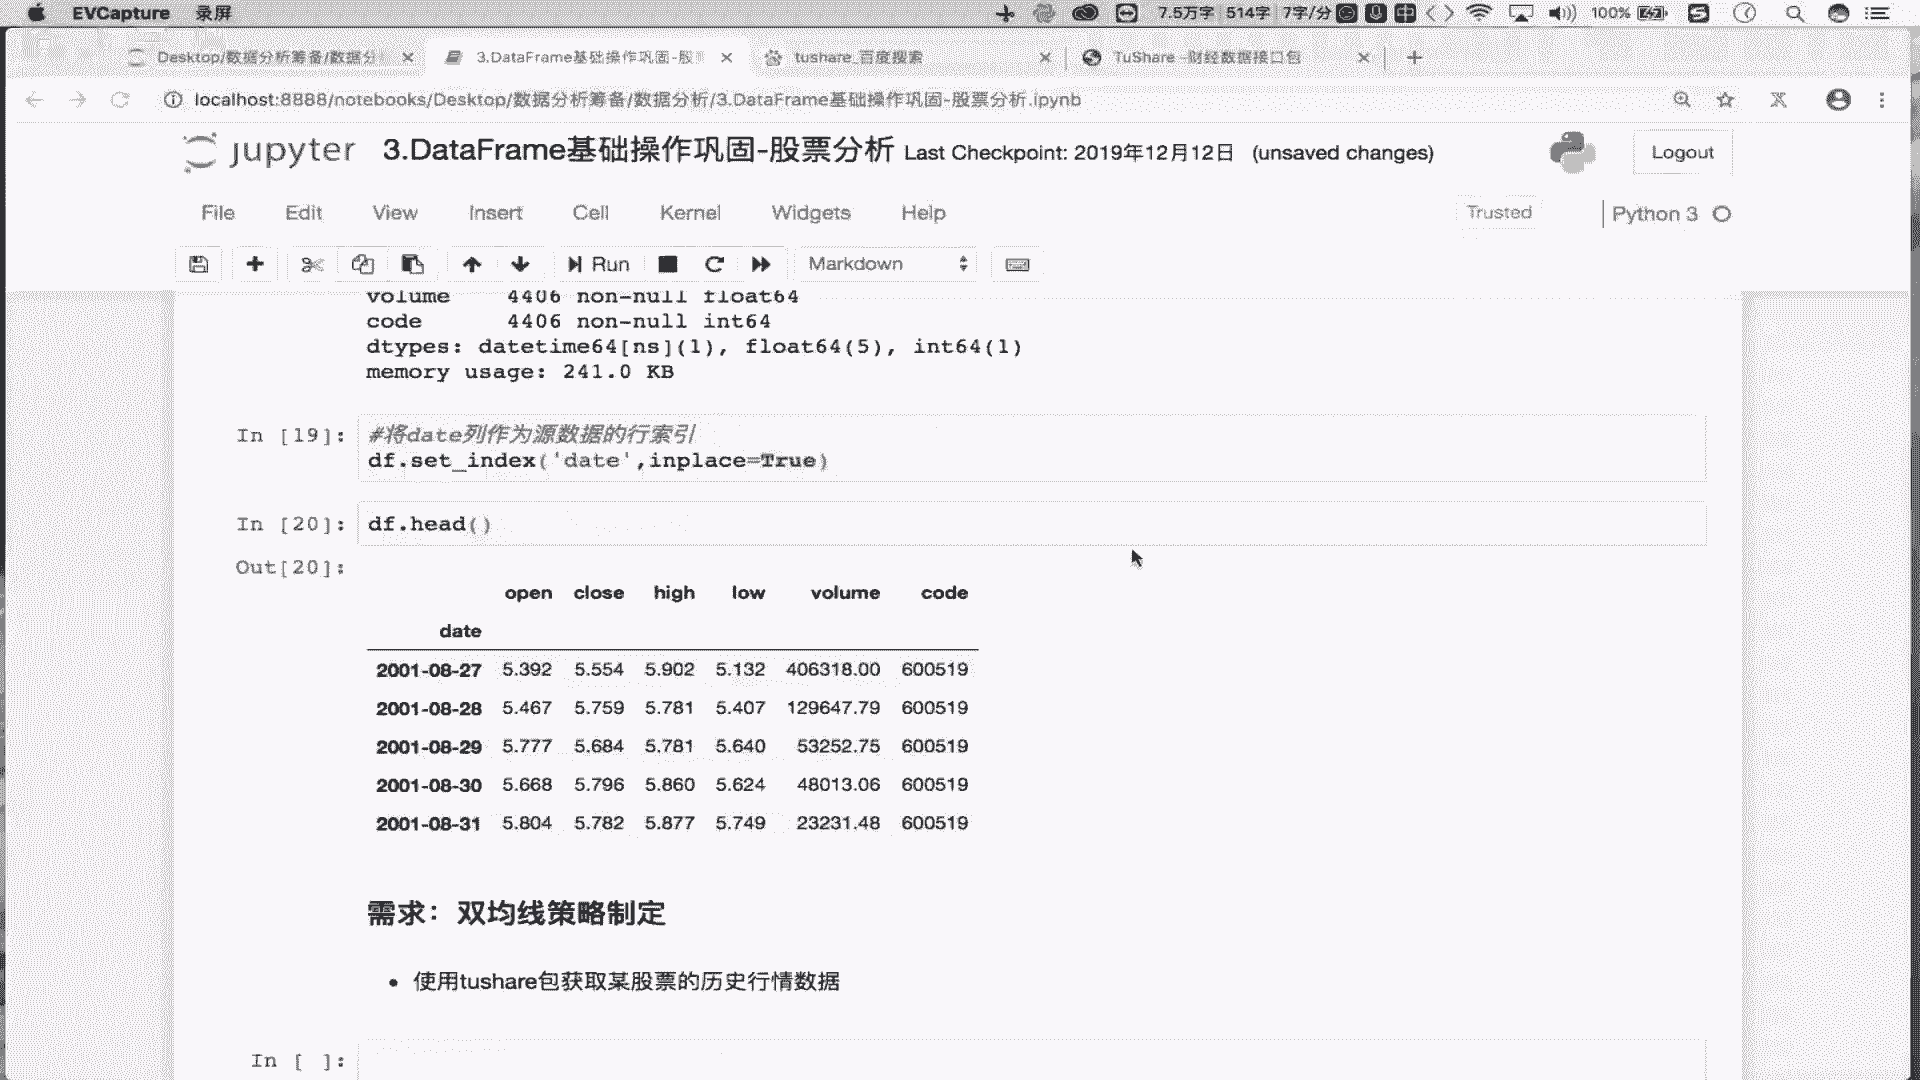 EVCapture 录屏 7.5万字 514字 7字/分 中 100%
Desktop/数据分析筹备/数据分 3.DataFrame基础操作巩固-股 tushare_百度搜索 TuShare -财经数据接口包
localhost:8888/notebooks/Desktop/数据分析筹备/数据分析/3.DataFrame基础操作巩固-股票分析.ipynb
jupyter 3.DataFrame基础操作巩固-股票分析 Last Checkpoint: 2019年12月12日 (unsaved changes) Logout
File Edit View Insert Cell Kernel Widgets Help Trusted Python 3
Run Markdown
volume 4406 non-null float64
code 4406 non-null int64
dtypes: datetime64[ns](1), float64(5), int64(1)
memory usage: 241.0 KB
In [19]: #将date列作为源数据的行索引
df.set_index('date',inplace=True)
In [20]: df.head()
Out[20]:
open close high low volume code
date
2001-08-27 5.392 5.554 5.902 5.132 406318.00 600519
2001-08-28 5.467 5.759 5.781 5.407 129647.79 600519
2001-08-29 5.777 5.684 5.781 5.640 53252.75 600519
2001-08-30 5.668 5.796 5.860 5.624 48013.06 600519
2001-08-31 5.804 5.782 5.877 5.749 23231.48 600519
需求：双均线策略制定
• 使用tushare包获取某股票的历史行情数据
In [ ]: